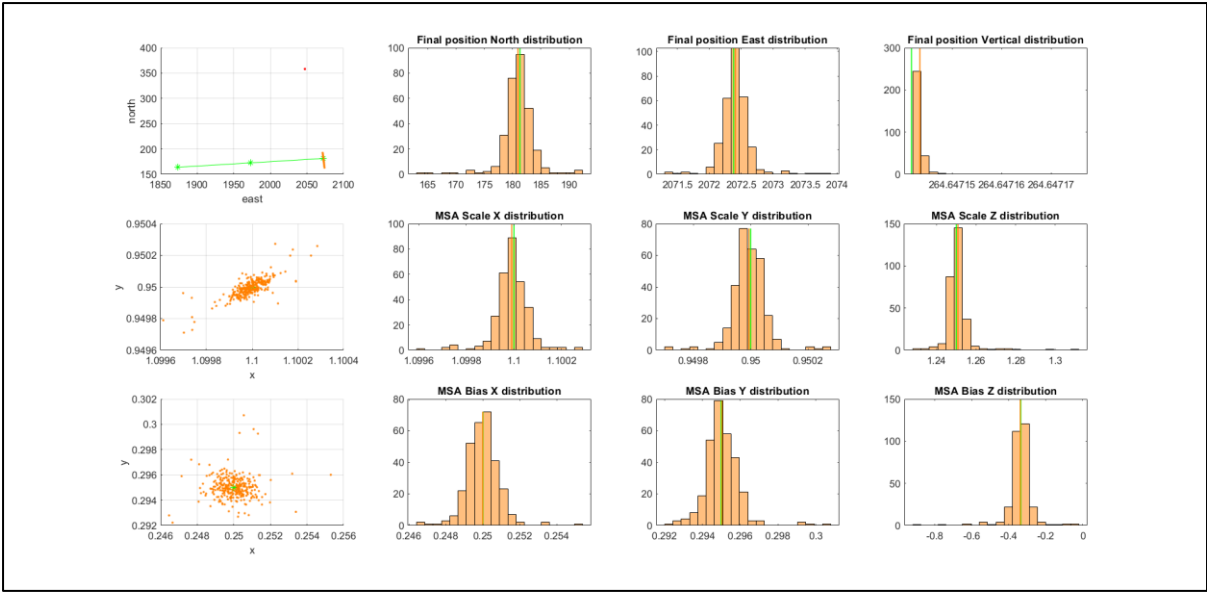 400
350
300
250
200
150
north
1850 1900 1950 2000 2050 2100
east
Final position North distribution
100
80
60
40
20
0
165 170 175 180 185 190
Final position East distribution
100
80
60
40
20
0
2071.5 2072 2072.5 2073 2073.5 2074
Final position Vertical distribution
300
200
100
0
264.64715 264.64716 264.64717
0.9504
0.9502
0.95
0.9498
0.9496
y
1.0996 1.0998 1.1 1.1002 1.1004
x
MSA Scale X distribution
100
80
60
40
20
0
1.0996 1.0998 1.1 1.1002
MSA Scale Y distribution
80
60
40
20
0
0.9498 0.95 0.9502
MSA Scale Z distribution
150
100
50
0
1.24 1.26 1.28 1.3
0.302
0.3
0.298
0.296
0.294
0.292
y
0.246 0.248 0.25 0.252 0.254 0.256
x
MSA Bias X distribution
80
60
40
20
0
0.246 0.248 0.25 0.252 0.254
MSA Bias Y distribution
80
60
40
20
0
0.292 0.294 0.296 0.298 0.3
MSA Bias Z distribution
150
100
50
0
-0.8 -0.6 -0.4 -0.2 0